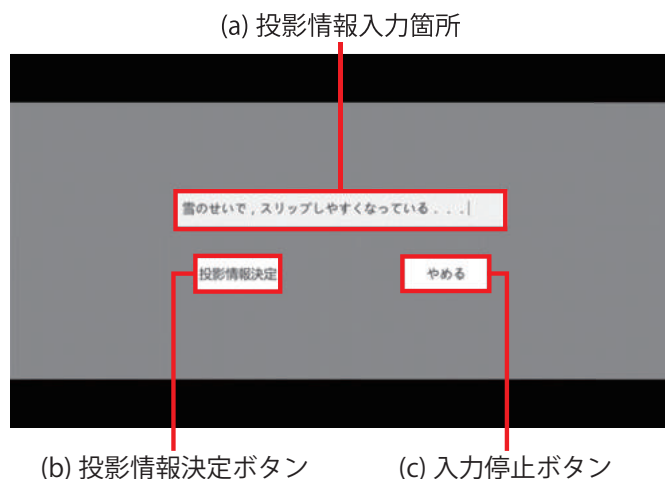 (a) 投影情報入力箇所
雪のせいで , スリップしやすくなっている . . .
投影情報決定
やめる
(b) 投影情報決定ボタン
(c) 入力停止ボタン